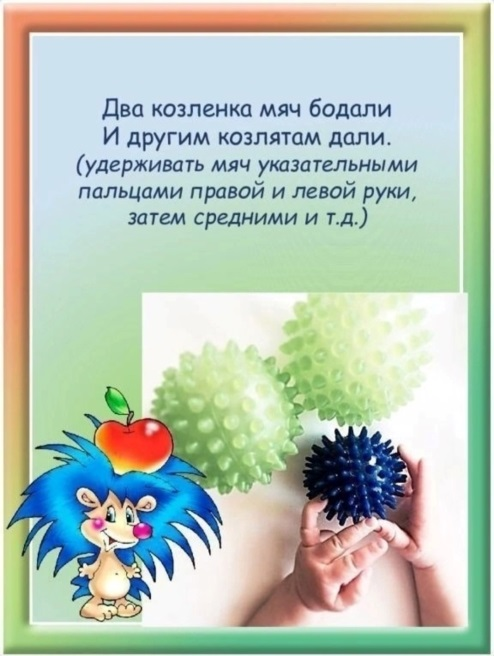 Два козленка мяч бодали
И другим козлятам дали.
(удерживать мяч указательными
пальцами правой и левой руки,
затем средними и т.д.)